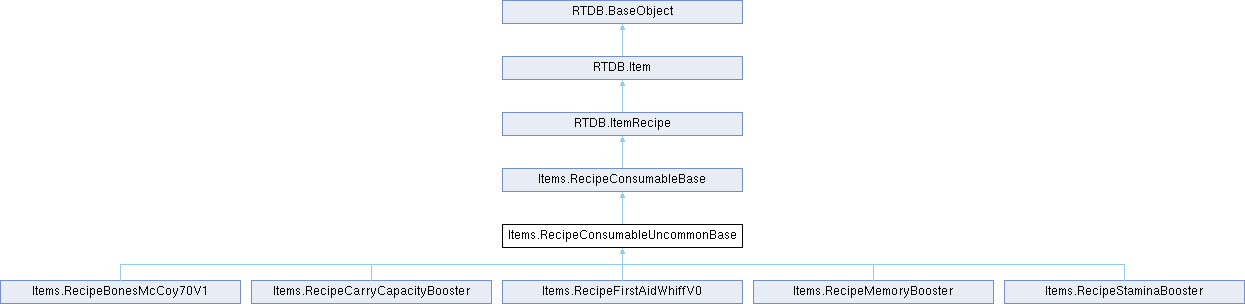 RTDB.BaseObject
RTDB.Item
RTDB.ItemRecipe
Items.RecipeConsumableBase
Items.RecipeConsumableUncommonBase
Items.RecipeBonesMcCoy70V1
Items.RecipeCarryCapacityBooster
Items.RecipeFirstAidWhiffV0
Items.RecipeMemoryBooster
Items.RecipeStaminaBooster